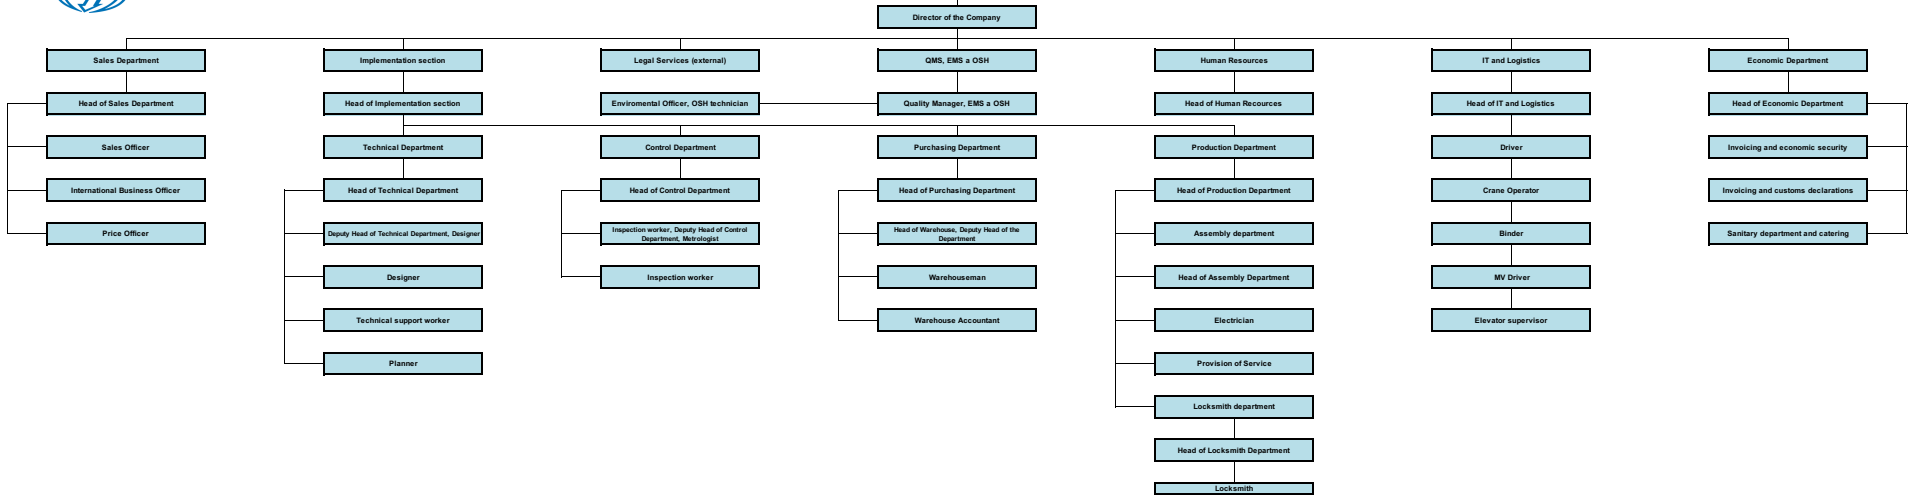 Director of the Company
Sales Department
Implementation section
Legal Services (external)
QMS, EMS a OSH
Human Resources
IT and Logistics
Economic Department
Head of Sales Department
Head of Implementation section
Enviromental Officer, OSH technician
Quality Manager, EMS a OSH
Head of Human Recources
Head of IT and Logistics
Head of Economic Department
Sales Officer
Technical Department
Control Department
Purchasing Department
Production Department
Driver
Invoicing and economic security
International Business Officer
Head of Technical Department
Head of Control Department
Head of Purchasing Department
Head of Production Department
Crane Operator
Invoicing and customs declarations
Price Officer
Deputy Head of Technical Department, Designer
Inspection worker, Deputy Head of Control
Department, Metrologist
Head of Warehouse, Deputy Head of the
Department
Assembly department
Binder
Sanitary department and catering
Designer
Inspection worker
Warehouseman
Head of Assembly Department
MV Driver
Technical support worker
Warehouse Accountant
Electrician
Elevator supervisor
Planner
Provision of Service
Locksmith department
Head of Locksmith Department
Locksmith